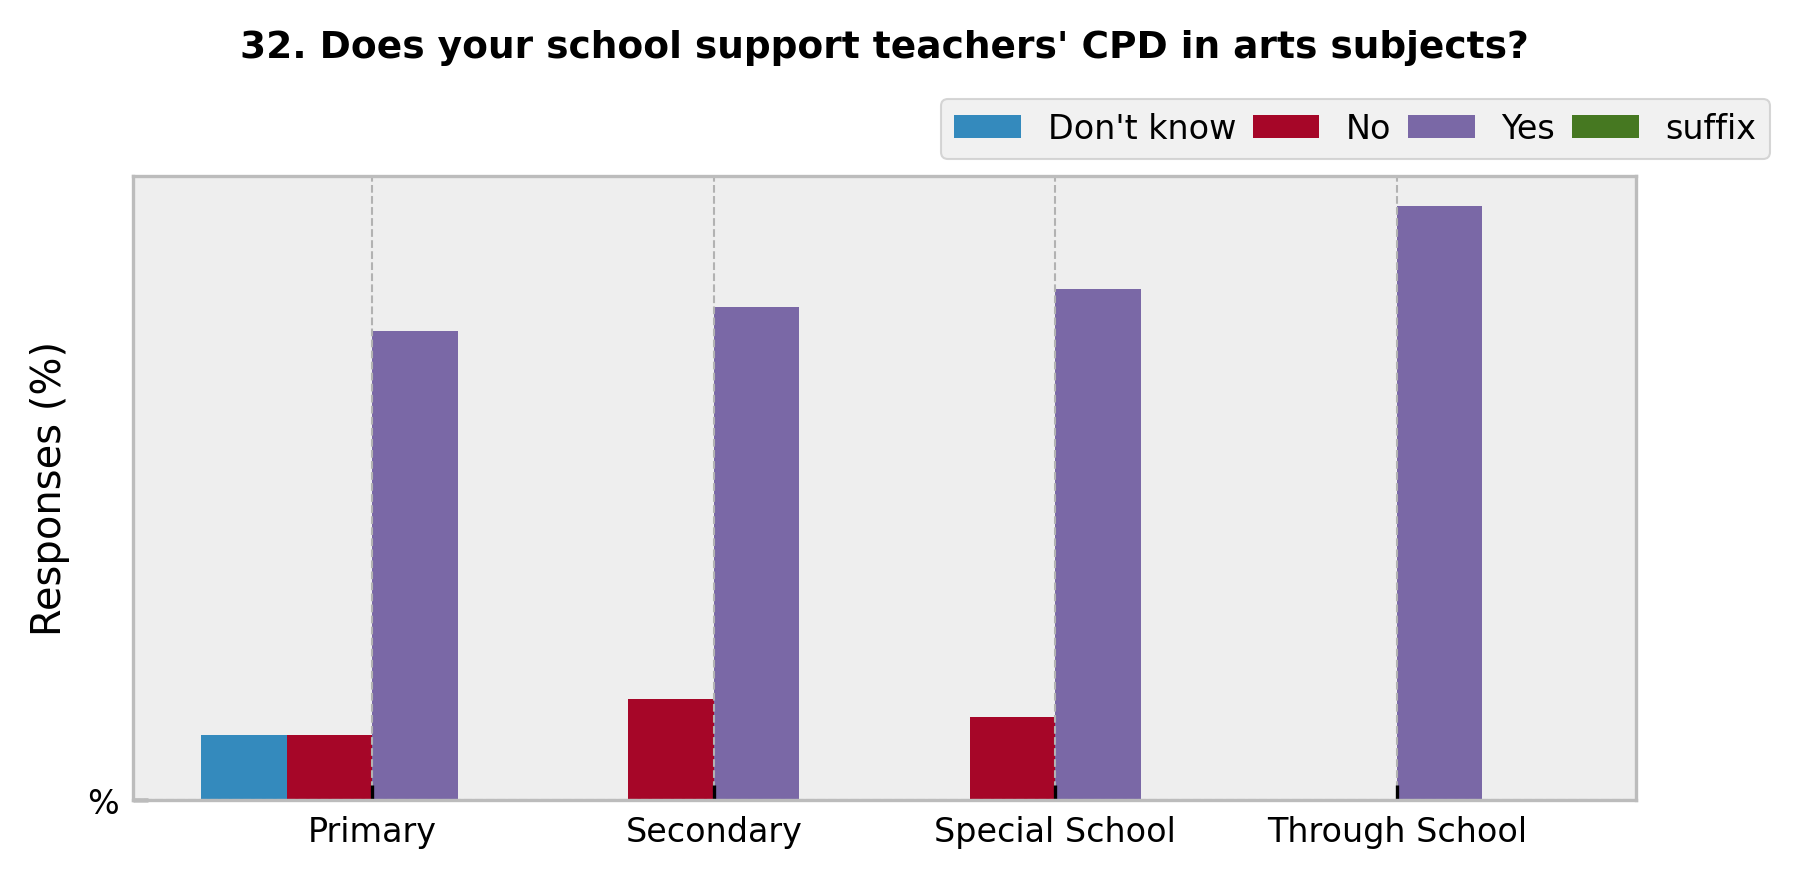 32. Does your school support teachers' CPD in arts subjects?
Don't know No Yes suffix
Responses (%)
%
Primary Secondary Special School Through School